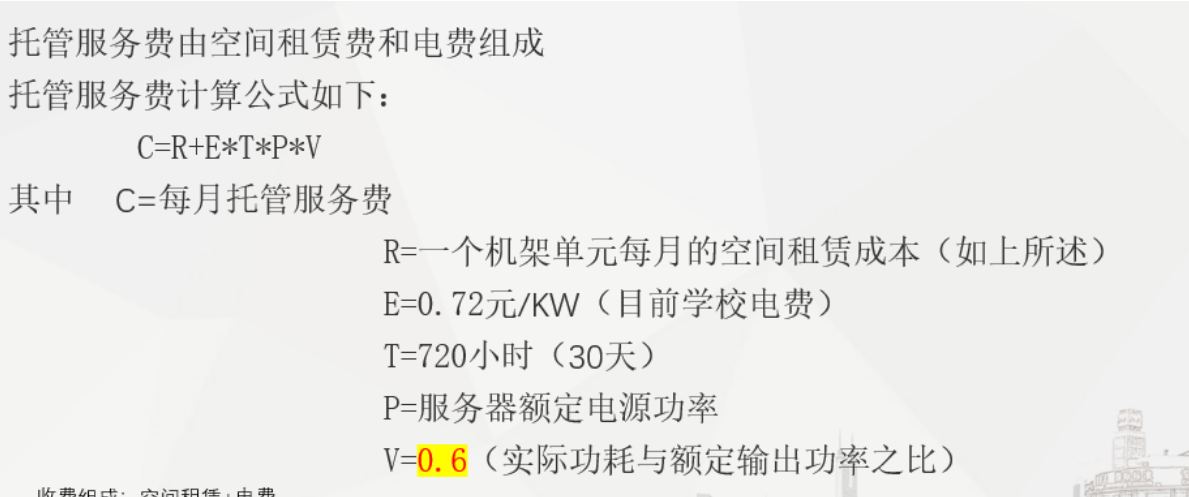 托管服务费由空间租赁费和电费组成
托管服务费计算公式如下：
C=R+E*T*P*V
其中 C=每月托管服务费
R=一个机架单元每月的空间租赁成本（如上所述）
E=0.72元/KW（目前学校电费）
T=720小时（30天）
P=服务器额定电源功率
V=0.6（实际功耗与额定输出功率之比）
收费组成：空间租赁+电费